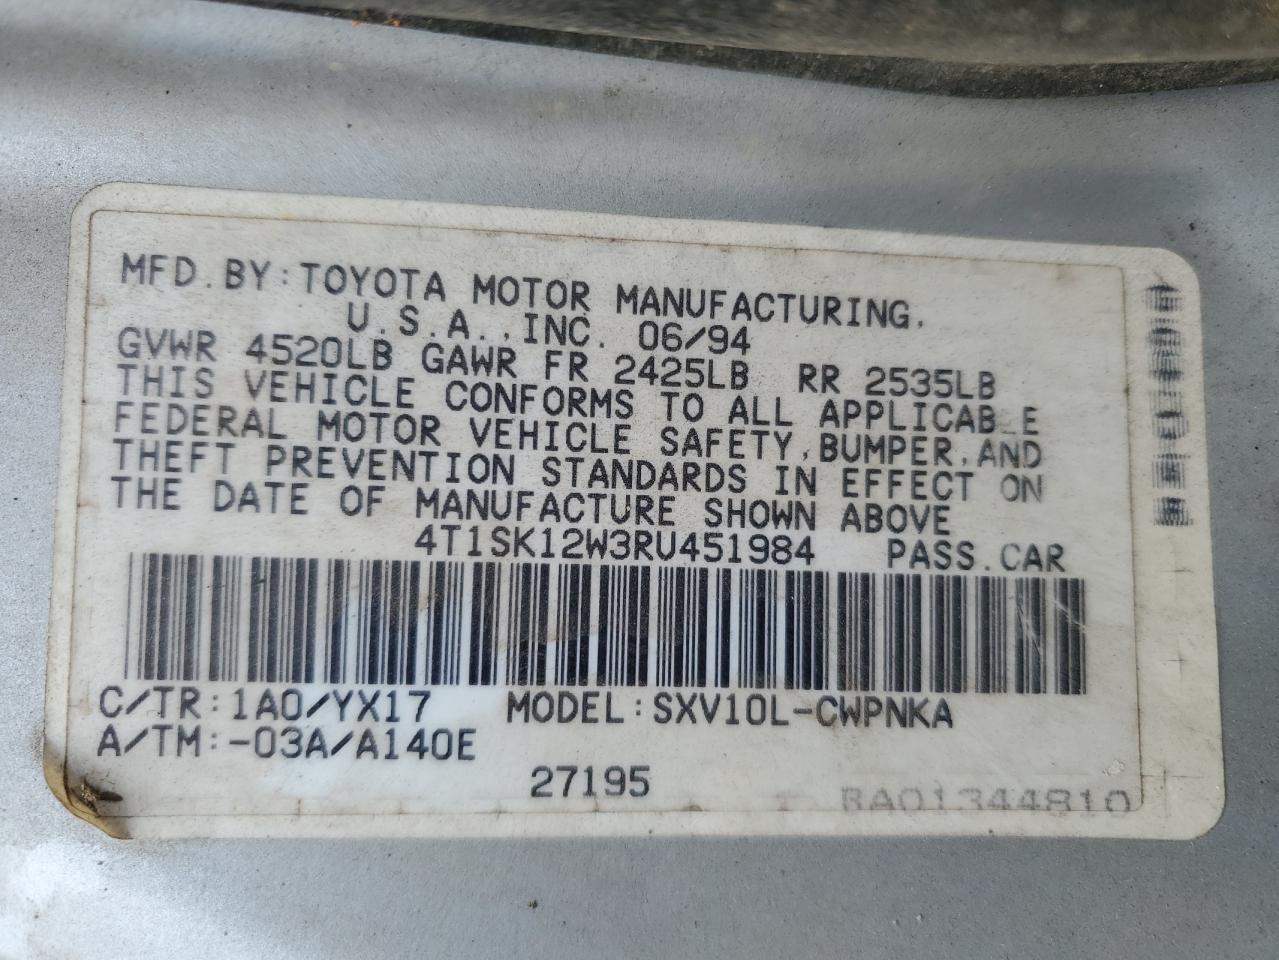 MFD. BY: TOYOTA MOTOR MANUFACTURING,
U.S.A., INC. 06/94
GVWR 4520LB GAWR FR 2425LB RR 2535LB
THIS VEHICLE CONFORMS TO ALL APPLICAB_E
FEDERAL MOTOR VEHICLE SAFETY, BUMPER, AND
THEFT PREVENTION STANDARDS IN EFFECT ON
THE DATE OF MANUFACTURE SHOWN ABOVE
4T1SK12W3RU451984 PASS. CAR
C/TR: 1A0/YX17 MODEL: SXV10L-CWPNKA
A/TM: -03A/A140E
27195
RA01344810